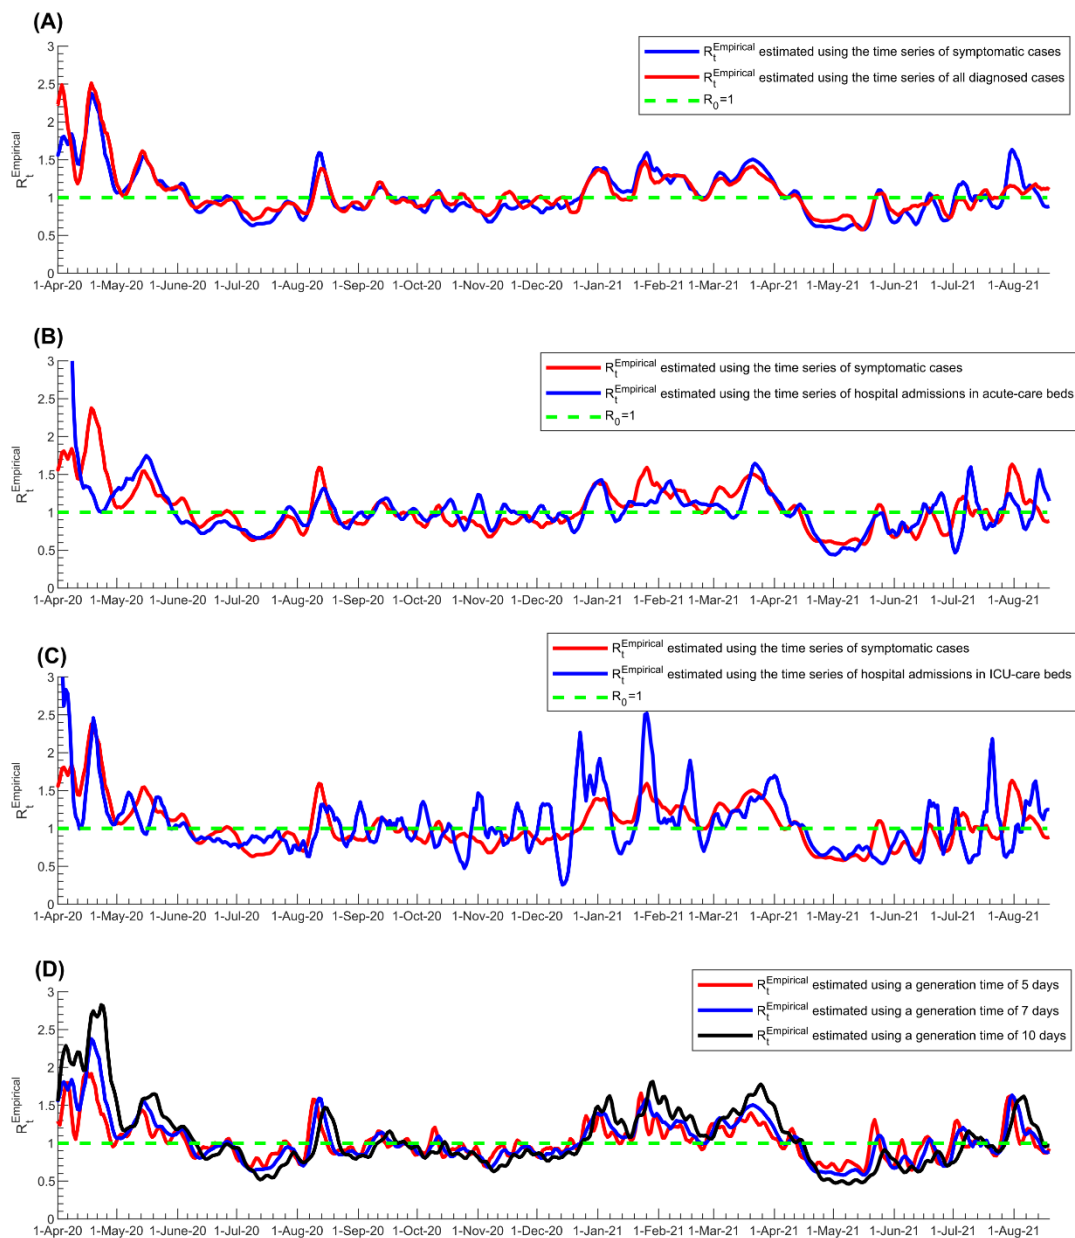 (A)
R_t^Empirical estimated using the time series of symptomatic cases
R_t^Empirical estimated using the time series of all diagnosed cases
R_0=1
R_t^Empirical
3
2.5
2
1.5
1
0.5
0
1-Apr-20 1-May-20 1-June-20 1-July-20 1-Aug-20 1-Sep-20 1-Oct-20 1-Nov-20 1-Dec-20 1-Jan-21 1-Feb-21 1-Mar-21 1-Apr-21 1-May-21 1-Jun-21 1-July-21 1-Aug-21
(B)
R_t^Empirical estimated using the time series of symptomatic cases
R_t^Empirical estimated using the time series of hospital admissions in acute-care beds
R_0=1
R_t^Empirical
3
2.5
2
1.5
1
0.5
0
1-Apr-20 1-May-20 1-June-20 1-July-20 1-Aug-20 1-Sep-20 1-Oct-20 1-Nov-20 1-Dec-20 1-Jan-21 1-Feb-21 1-Mar-21 1-Apr-21 1-May-21 1-Jun-21 1-July-21 1-Aug-21
(C)
R_t^Empirical estimated using the time series of symptomatic cases
R_t^Empirical estimated using the time series of hospital admissions in ICU-care beds
R_0=1
R_t^Empirical
3
2.5
2
1.5
1
0.5
0
1-Apr-20 1-May-20 1-June-20 1-July-20 1-Aug-20 1-Sep-20 1-Oct-20 1-Nov-20 1-Dec-20 1-Jan-21 1-Feb-21 1-Mar-21 1-Apr-21 1-May-21 1-Jun-21 1-July-21 1-Aug-21
(D)
R_t^Empirical estimated using a generation time of 5 days
R_t^Empirical estimated using a generation time of 7 days
R_t^Empirical estimated using a generation time of 10 days
R_t^Empirical
3
2.5
2
1.5
1
0.5
0
1-Apr-20 1-May-20 1-June-20 1-July-20 1-Aug-20 1-Sep-20 1-Oct-20 1-Nov-20 1-Dec-20 1-Jan-21 1-Feb-21 1-Mar-21 1-Apr-21 1-May-21 1-Jun-21 1-July-21 1-Aug-21